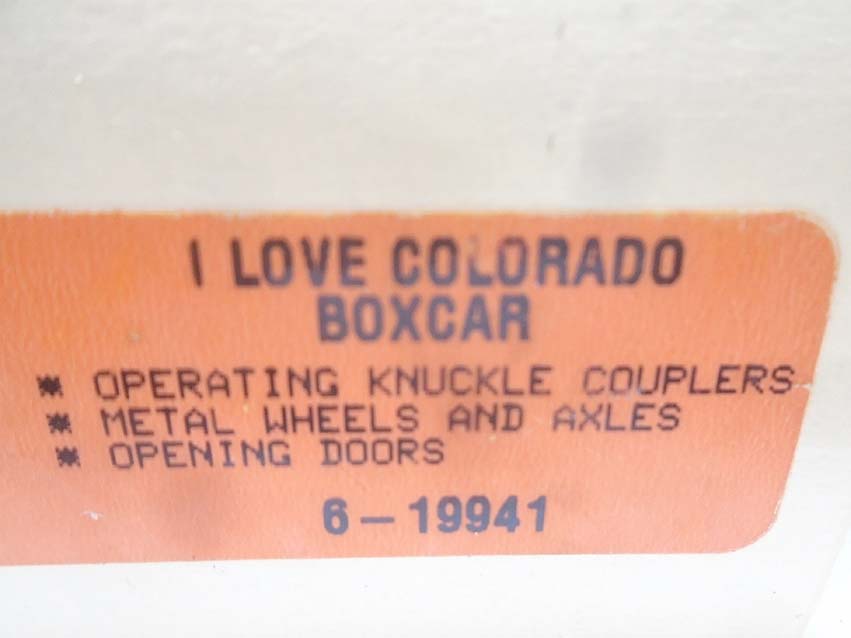 I LOVE COLORADO
BOXCAR
* OPERATING KNUCKLE COUPLERS
* METAL WHEELS AND AXLES
* OPENING DOORS
6-19941